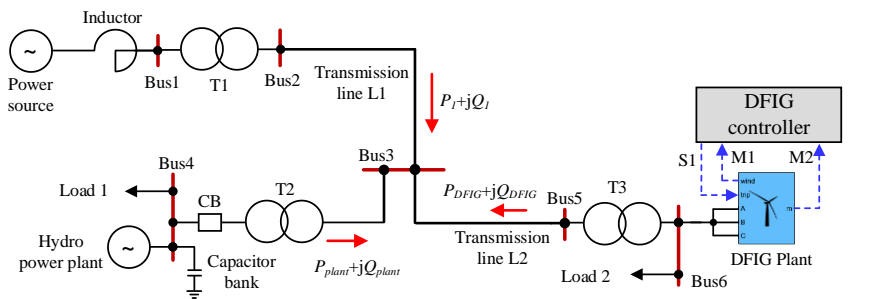 Inductor
~
Power
source
Bus1
T1
Bus2
Transmission
line L1
P1+jQ1
DFIG
controller
S1
M1
M2
Bus3
Bus4
Load 1
CB
T2
Hydro
power plant
~
Capacitor
bank
Pplant+jQplant
PDFIG+jQDFIG
Bus5
T3
Transmission
line L2
Load 2
Bus6
wind
trip
A
B
C
m
DFIG Plant